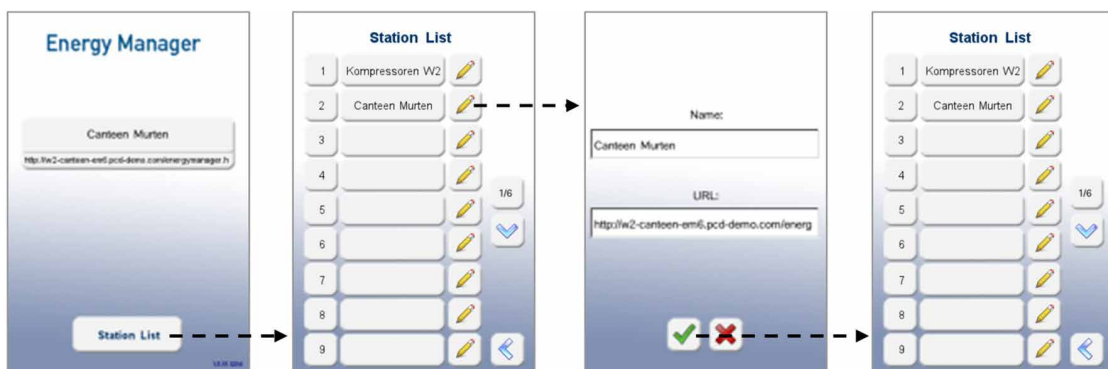 Energy Manager
Canteen Murten
http://w2-canteen-em6.pcd-demo.com/energymanager.h
Station List
Station List
1 Kompressoren W2
2 Canteen Murten
3
4
5
6
7
8
9
1/6
Name:
Canteen Murten
URL:
http://w2-canteen-em6.pcd-demo.com/energ
Station List
1 Kompressoren W2
2 Canteen Murten
3
4
5
6
7
8
9
1/6